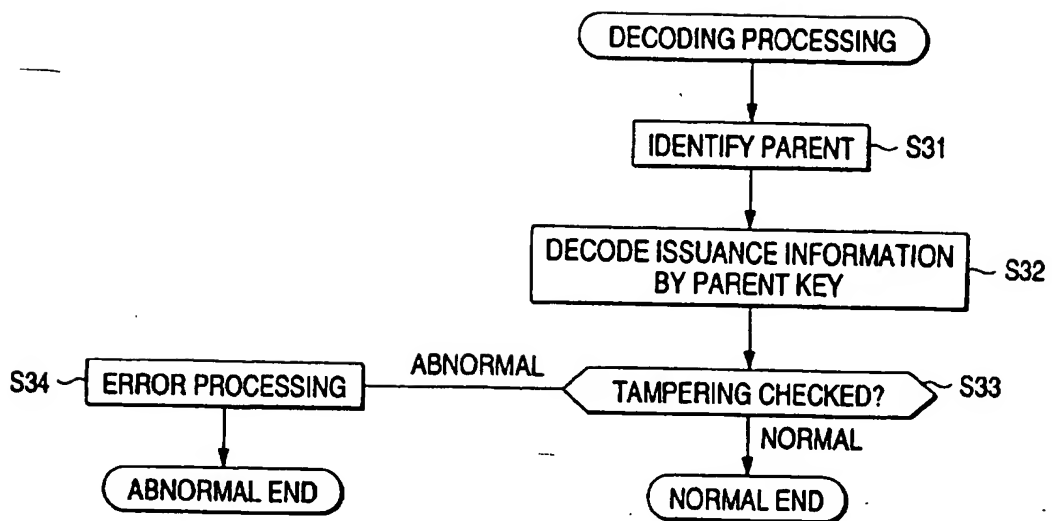 DECODING PROCESSING
IDENTIFY PARENT
S31
DECODE ISSUANCE INFORMATION
BY PARENT KEY
S32
ABNORMAL
S34
ERROR PROCESSING
TAMPERING CHECKED?
S33
NORMAL
ABNORMAL END
NORMAL END